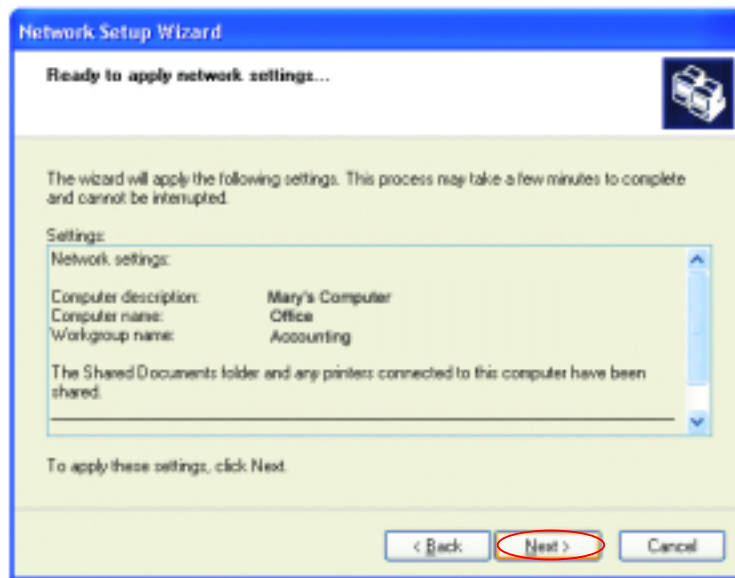 Network Setup Wizard
Ready to apply network settings...
The wizard will apply the following settings. This process may take a few minutes to complete
and cannot be interrupted.
Settings:
Network settings:
Computer description: Mary's Computer
Computer name: Office
Workgroup name: Accounting
The Shared Documents folder and any printers connected to this computer have been
shared.
To apply these settings, click Next.
< Back Next > Cancel